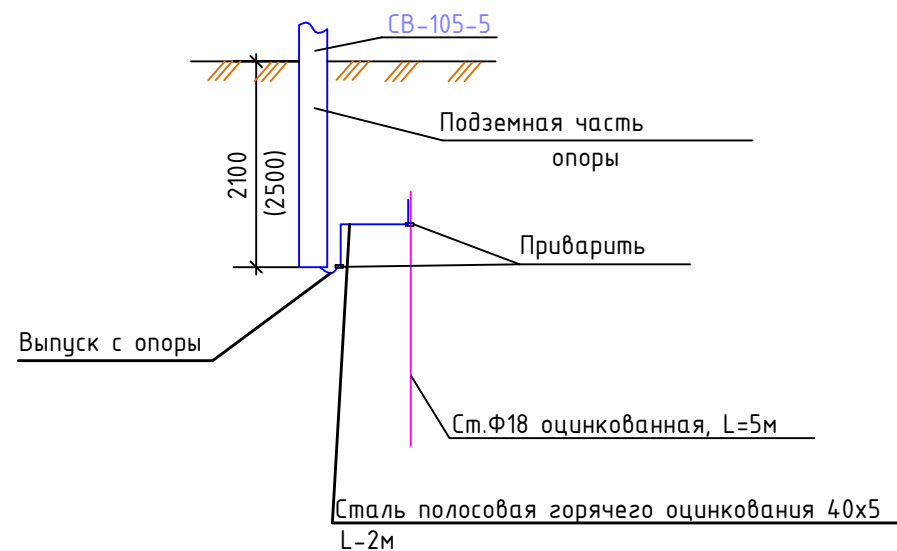 СВ-105-5
Подземная часть
опоры
2100
(2500)
Приварить
Выпуск с опоры
Ст.Ф18 оцинкованная, L=5м
Сталь полосовая горячего оцинкования 40х5
L-2м